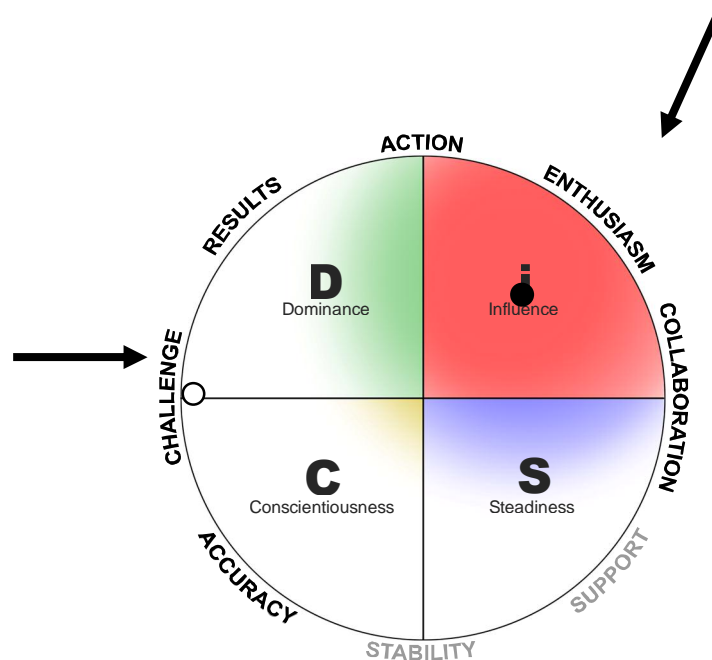 ACTION
ENTHUSIASM
RESULTS
D
Dominance
i
Influence
CHALLENGE
COLLABORATION
C
Conscientiousness
S
Steadiness
ACCURACY
SUPPORT
STABILITY